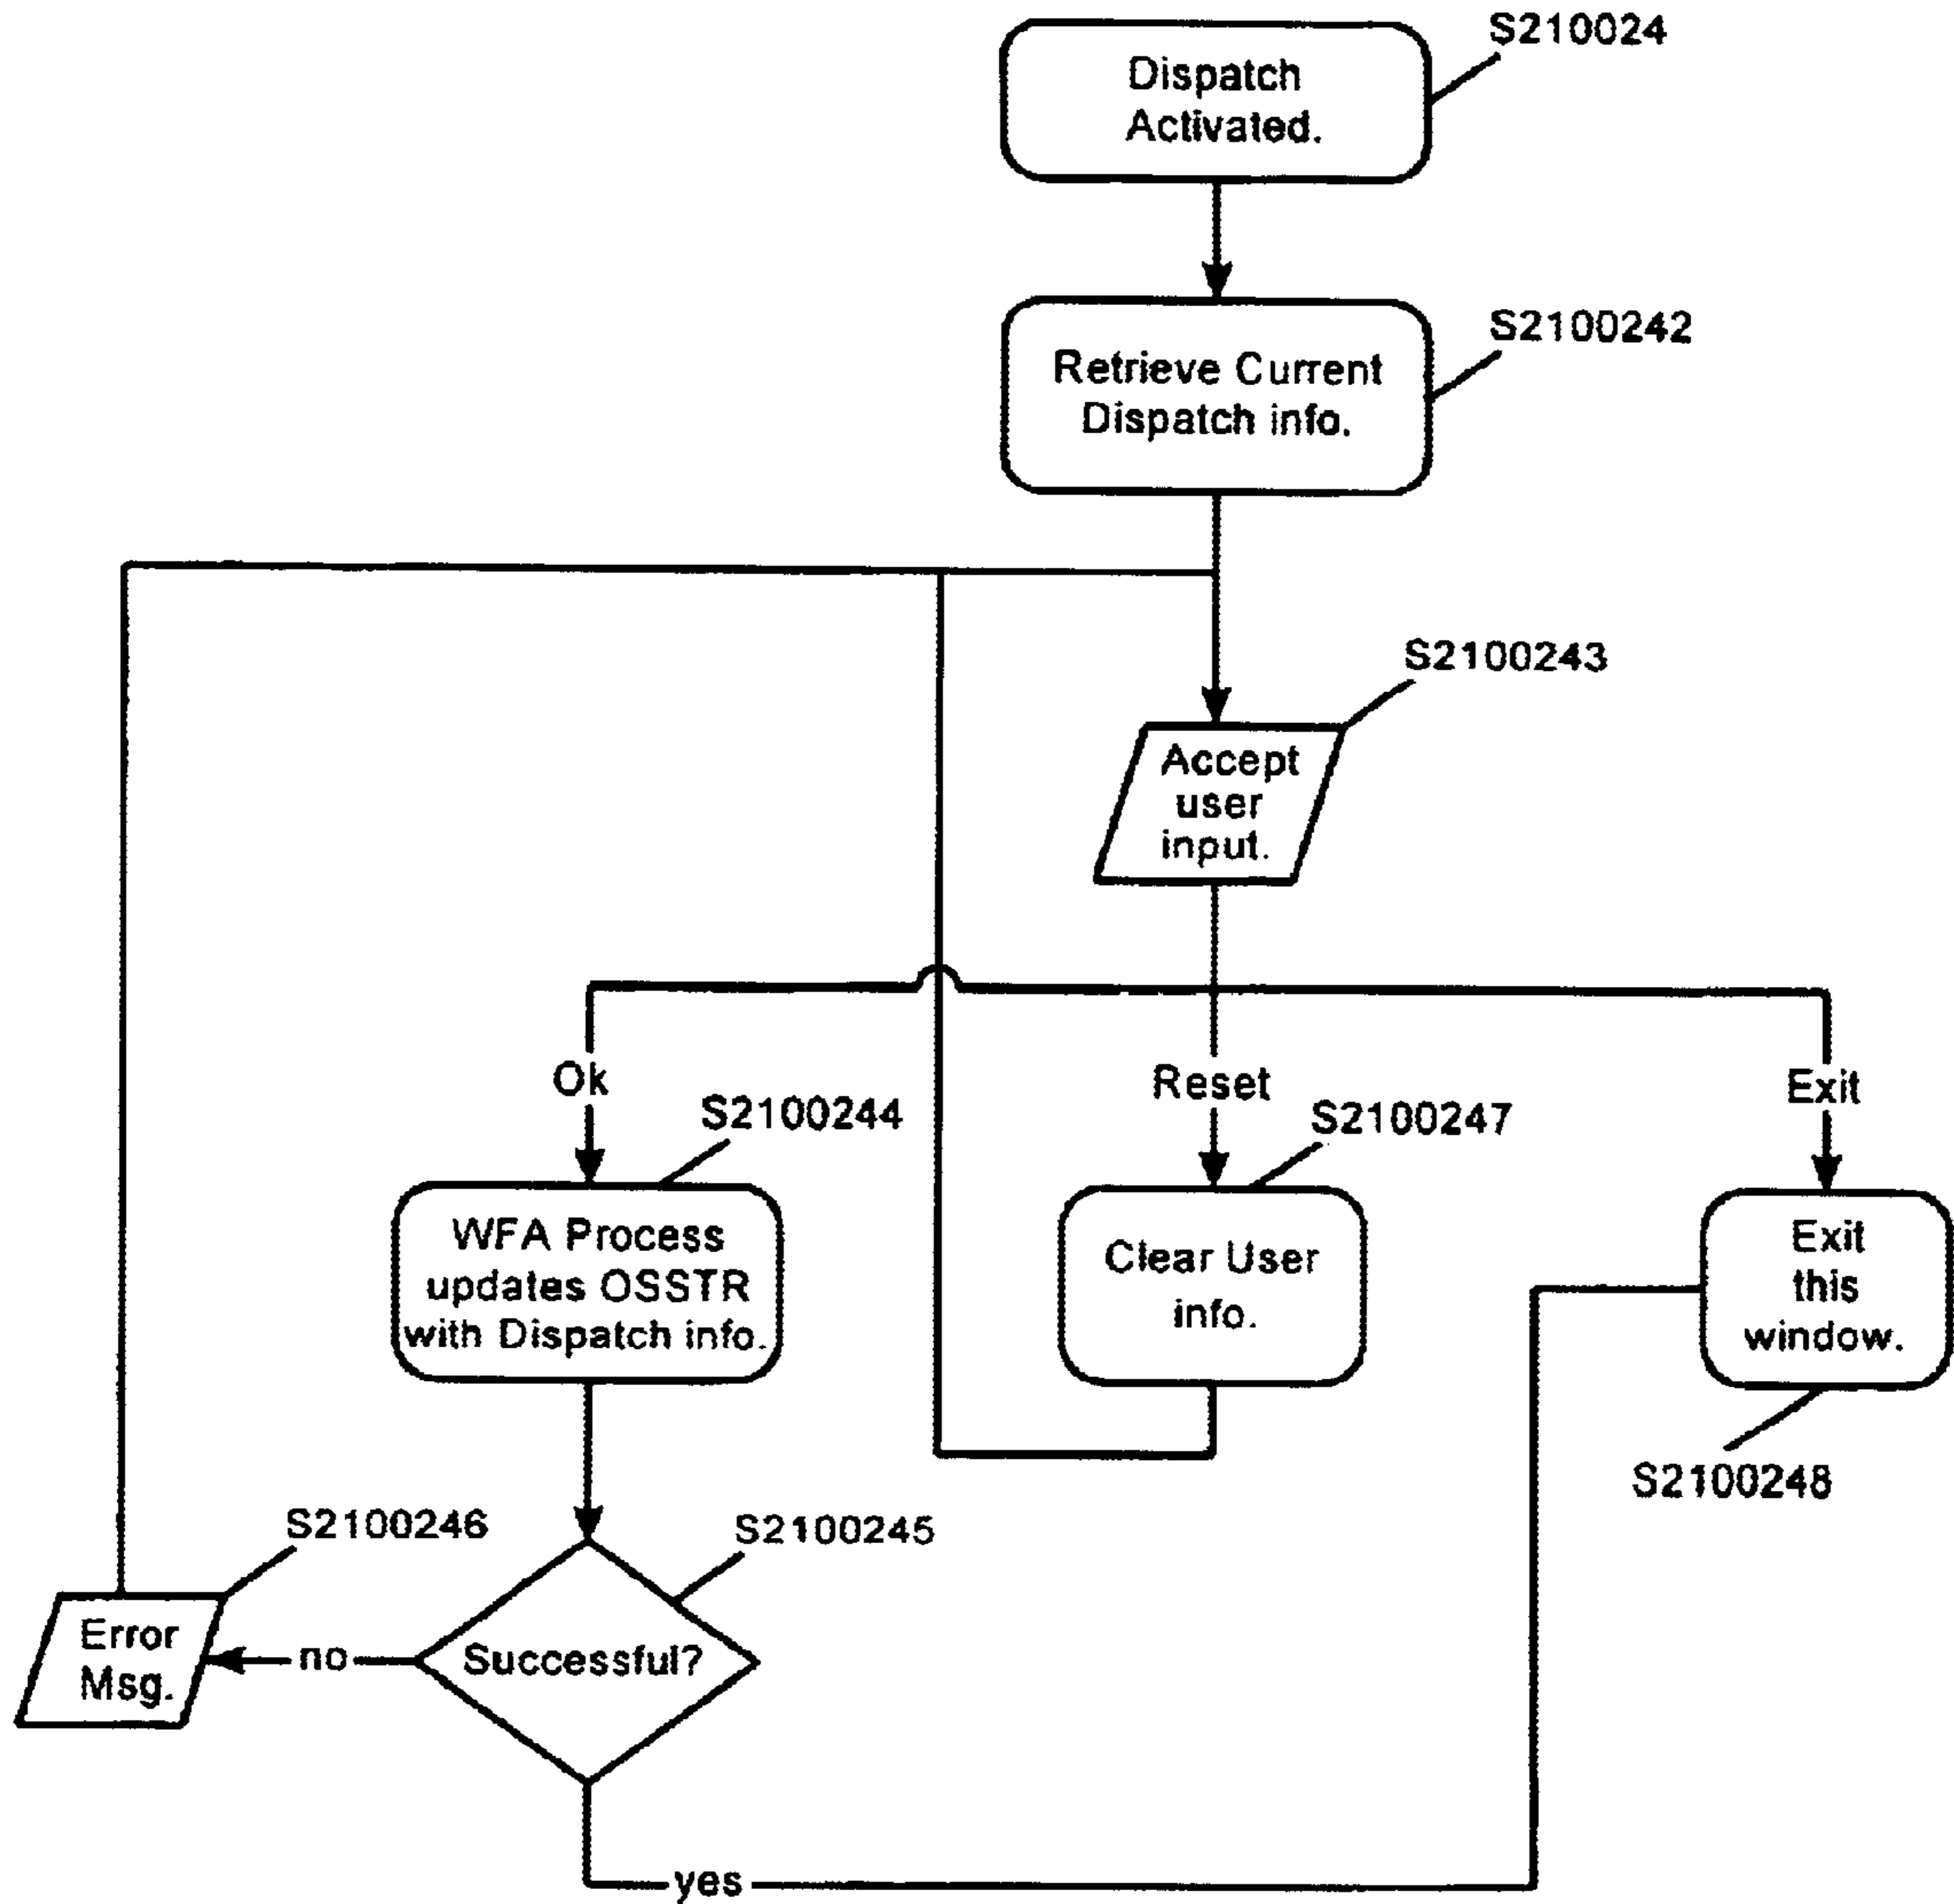 S210024
Dispatch
Activated.
S2100242
Retrieve Current
Dispatch info.
S2100243
Accept
user
input.
Ok
Reset
Exit
S2100244
S2100247
WFA Process
updates OSSTR
with Dispatch info.
Clear User
info.
Exit
this
window.
S2100248
S2100246
S2100245
Error
Msg.
no
Successful?
yes